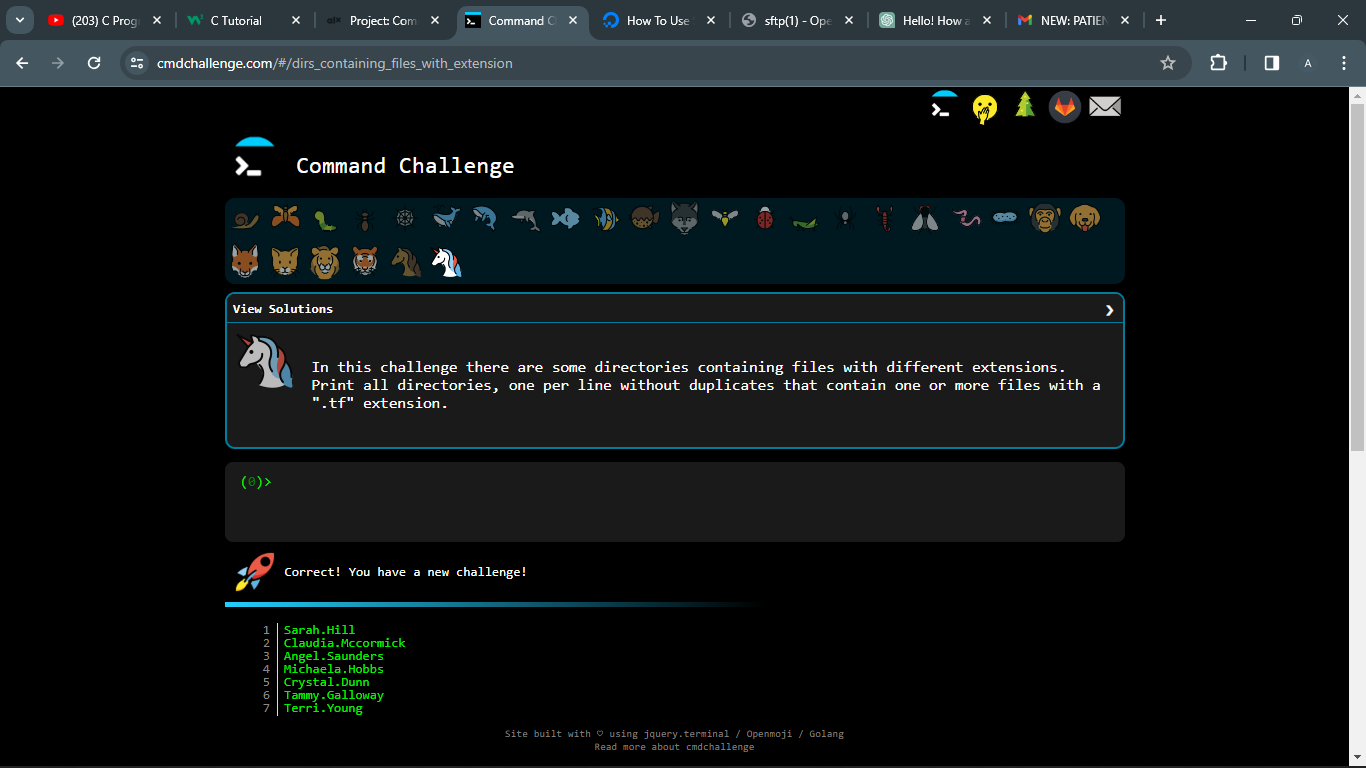 (203) C Prog
C Tutorial
Project: Com
Command C
How To Use
sftp(1) - Ope
Hello! How a
NEW: PATIEN
cmdchallenge.com/#/dirs_containing_files_with_extension
A
Command Challenge
View Solutions
In this challenge there are some directories containing files with different extensions.
Print all directories, one per line without duplicates that contain one or more files with a
".tf" extension.
(0)>
Correct! You have a new challenge!
1 Sarah.Hill
2 Claudia.Mccormick
3 Angel.Saunders
4 Michaela.Hobbs
5 Crystal.Dunn
6 Tammy.Galloway
7 Terri.Young
Site built with ♡ using jquery.terminal / Openmoji / Golang
Read more about cmdchallenge